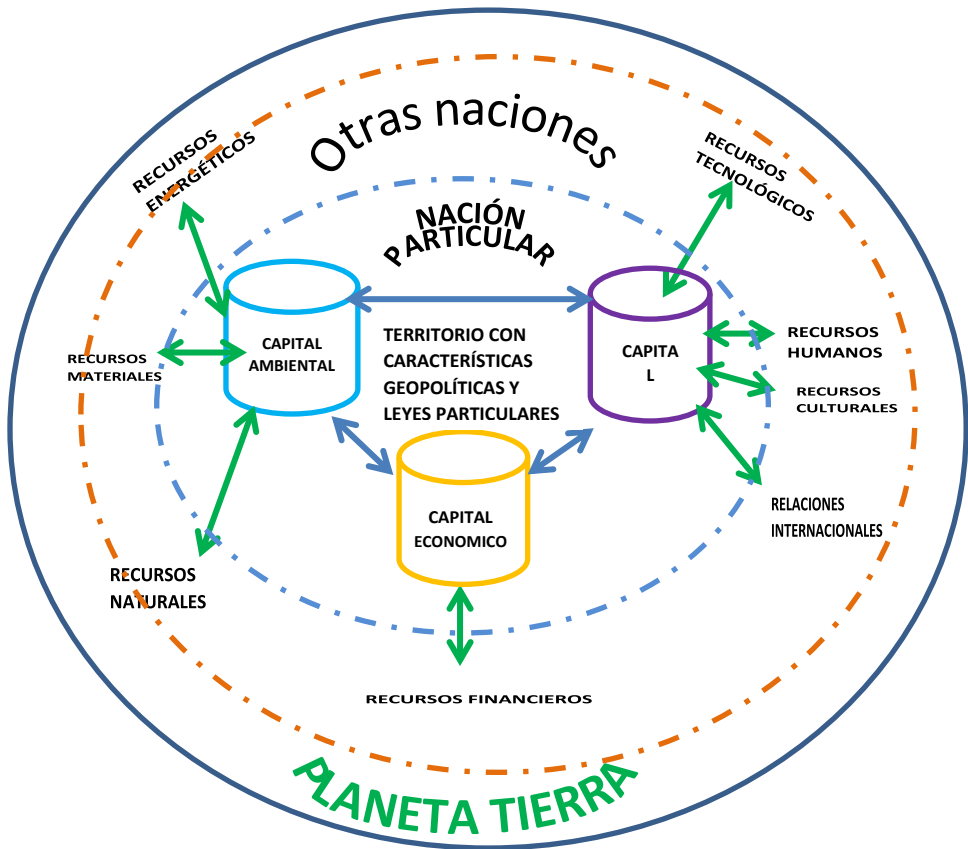 Otras naciones
RECURSOS
ENERGÉTICOS
RECURSOS
TECNOLÓGICOS
NACIÓN
PARTICULAR
CAPITAL
AMBIENTAL
TERRITORIO CON
CARACTERÍSTICAS
GEOPOLÍTICAS Y
LEYES PARTICULARES
CAPITA
L
RECURSOS
HUMANOS
RECURSOS
MATERIALES
RECURSOS
CULTURALES
CAPITAL
ECONOMICO
RELACIONES
INTERNACIONALES
RECURSOS
NATURALES
RECURSOS FINANCIEROS
PLANETA TIERRA